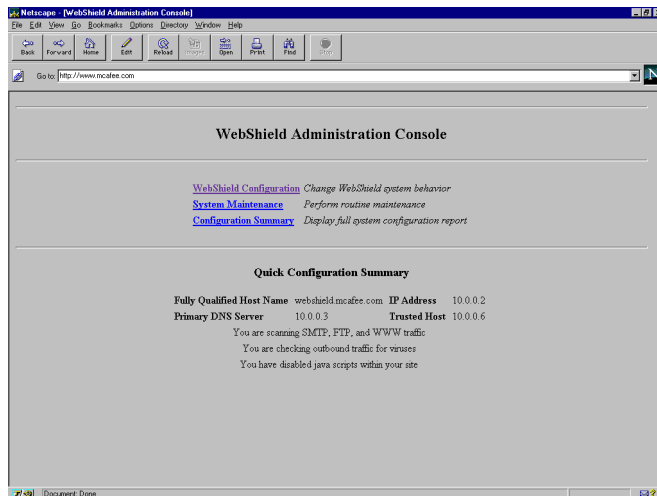 Netscape - [WebShield Administration Console]
File Edit View Go Bookmarks Options Directory Window Help
Back Forward Home Edit Reload Images Open Print Find Stop
Go to: http://www.mcafee.com
N
WebShield Administration Console
WebShield Configuration Change WebShield system behavior
System Maintenance Perform routine maintenance
Configuration Summary Display full system configuration report
Quick Configuration Summary
Fully Qualified Host Name webshield.mcafee.com IP Address 10.0.0.2
Primary DNS Server 10.0.0.3 Trusted Host 10.0.0.6
You are scanning SMTP, FTP, and WWW traffic
You are checking outbound traffic for viruses
You have disabled java scripts within your site
Document: Done